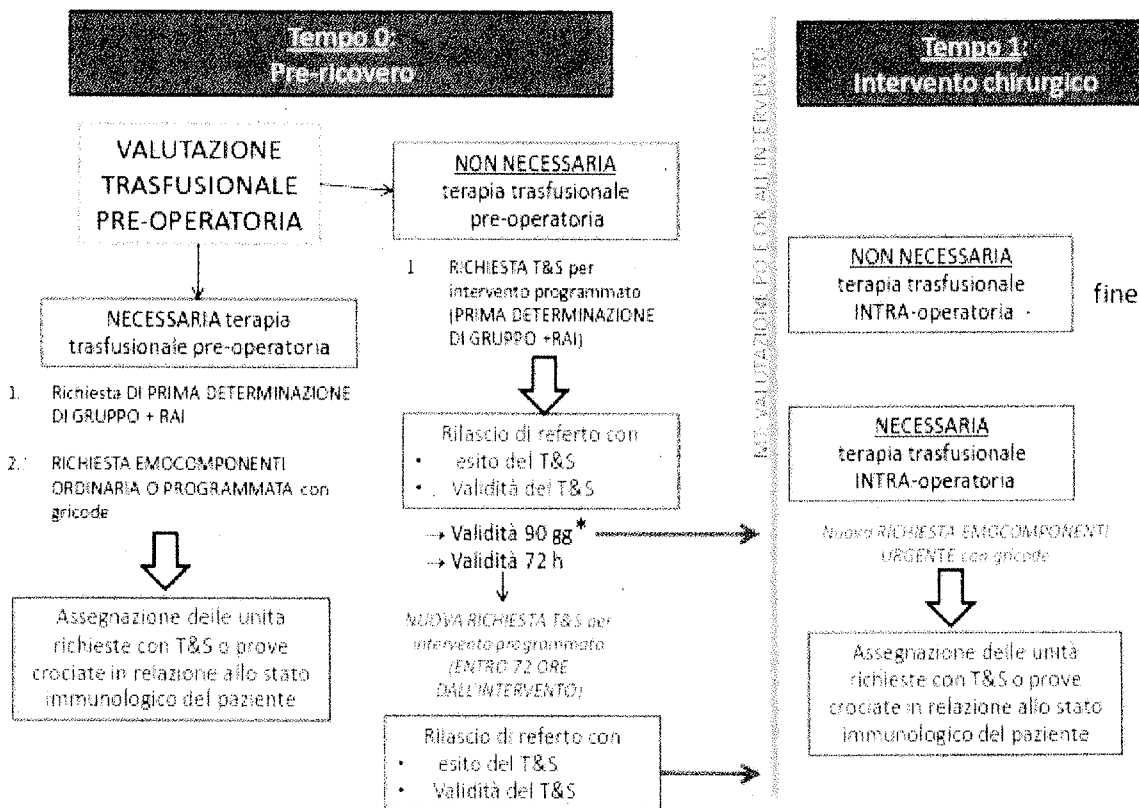 Tempo 0:
Pre-ricovero
VALUTAZIONE
TRASFUSIONALE
PRE-OPERATORIA
NON NECESSARIA
terapia trasfusionale
pre-operatoria
NECESSARIA terapia
trasfusionale pre-operatoria
1. Richiesta DI PRIMA DETERMINAZIONE
DI GRUPPO + RAI
2. RICHIESTA EMOCOMPONENTI
ORDINARIA O PROGRAMMATA con
gricode
Assegnazione delle unità
richieste con T&S o prove
crociate in relazione allo stato
immunologico del paziente
1 RICHIESTA T&S per
intervento programmato
(PRIMA DETERMINAZIONE
DI GRUPPO +RAI)
Rilascio di referto con
• esito del T&S
• Validità del T&S
→ Validità 90 gg*
→ Validità 72 h
NUOVA RICHIESTA T&S per
intervento programmato
(ENTRO 72 ORE
DALL'INTERVENTO)
Rilascio di referto con
• esito del T&S
• Validità del T&S
VALUTAZIONE PO E OK ALL'INTERVENTO
Tempo 1:
Intervento chirurgico
NON NECESSARIA
terapia trasfusionale
INTRA-operatoria
fine
NECESSARIA
terapia trasfusionale
INTRA-operatoria
Nuova RICHIESTA EMOCOMPONENTI
URGENTE con gricode
Assegnazione delle unità
richieste con T&S o prove
crociate in relazione allo stato
immunologico del paziente